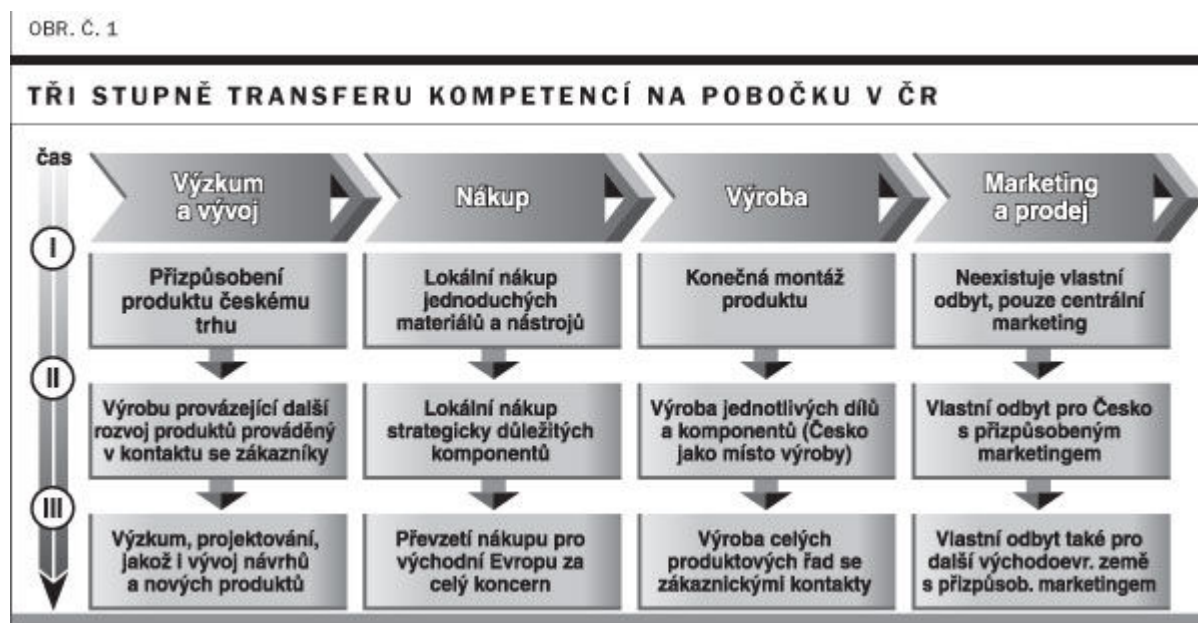 OBR. Č. 1
TŘI STUPNĚ TRANSFERU KOMPETENCÍ NA POBOČKU V ČR
čas
Výzkum
a vývoj
Nákup
Výroba
Marketing
a prodej
I
Přizpůsobení
produktu českému
trhu
Lokální nákup
jednoduchých
materiálů a nástrojů
Konečná montáž
produktu
Neexistuje vlastní
odbyt, pouze centrální
marketing
II
Výrobu provázející další
rozvoj produktů prováděný
v kontaktu se zákazníky
Lokální nákup
strategicky důležitých
komponentů
Výroba jednotlivých dílů
a komponentů (Česko
jako místo výroby)
Vlastní odbyt pro Česko
s přizpůsobeným
marketingem
III
Výzkum, projektování,
jakož i vývoj návrhů
a nových produktů
Převzetí nákupu pro
východní Evropu za
celý koncern
Výroba celých
produktových řad se
zákaznickými kontakty
Vlastní odbyt také pro
další východoevr. země
s přizpůsob. marketingem